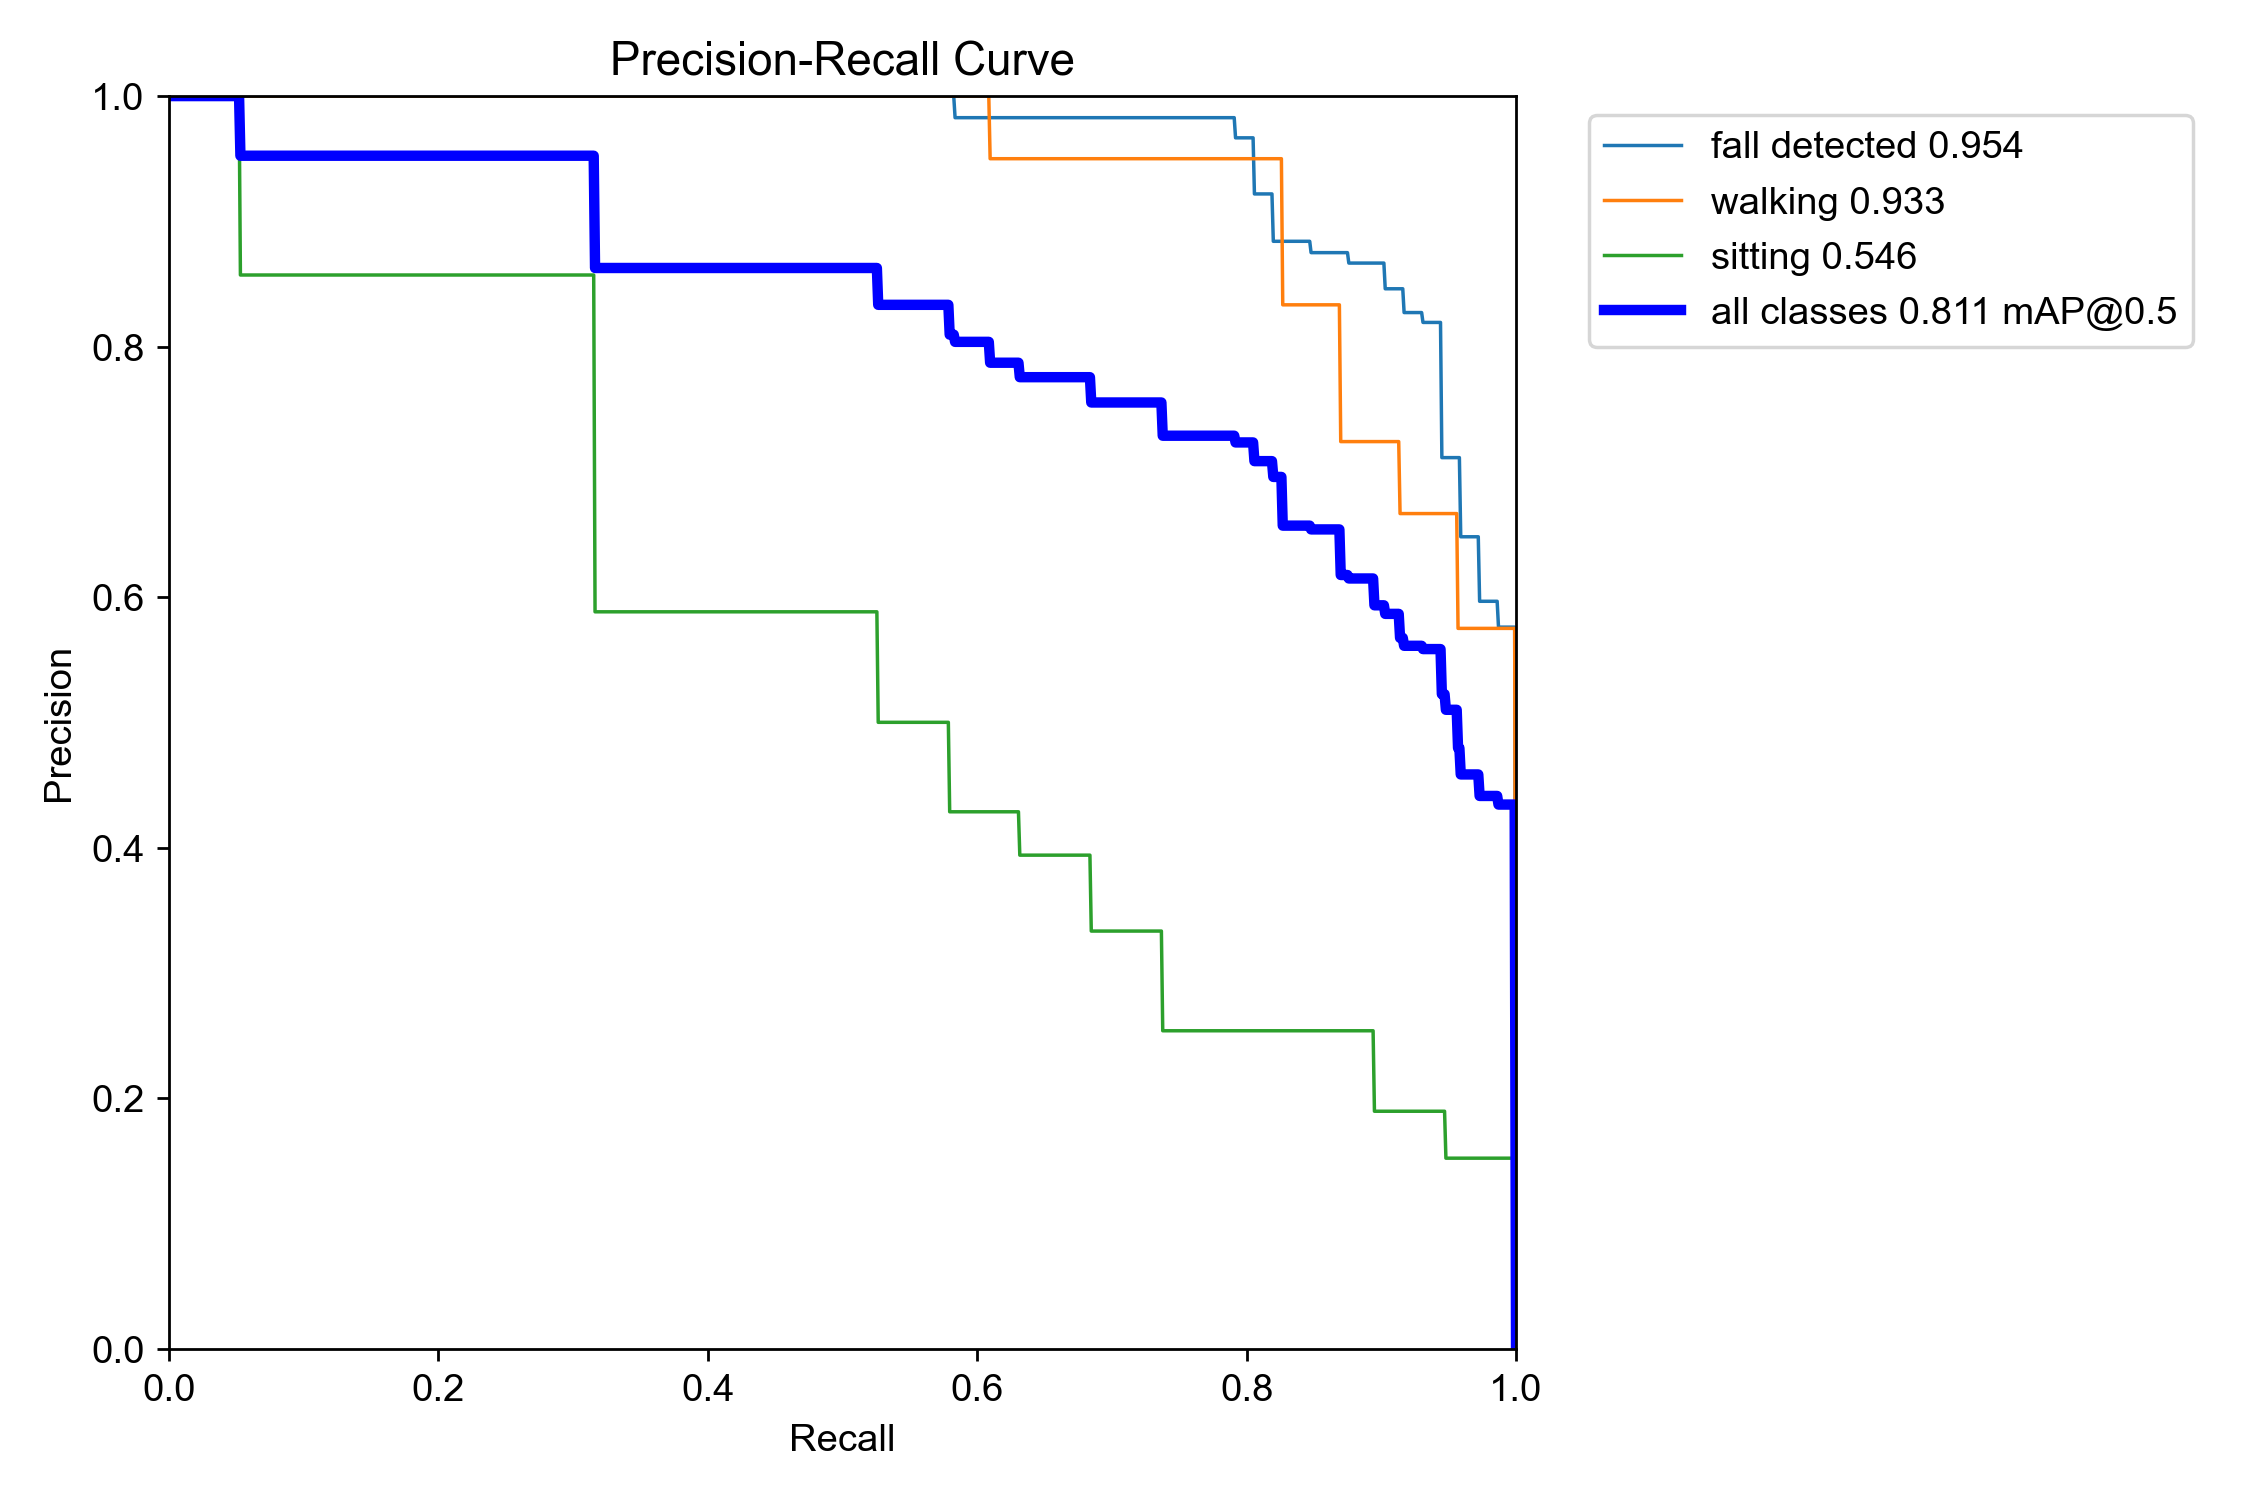 Precision-Recall Curve
1.0
0.8
0.6
0.4
0.2
0.0
Precision
0.0 0.2 0.4 0.6 0.8 1.0
Recall
fall detected 0.954
walking 0.933
sitting 0.546
all classes 0.811 mAP@0.5